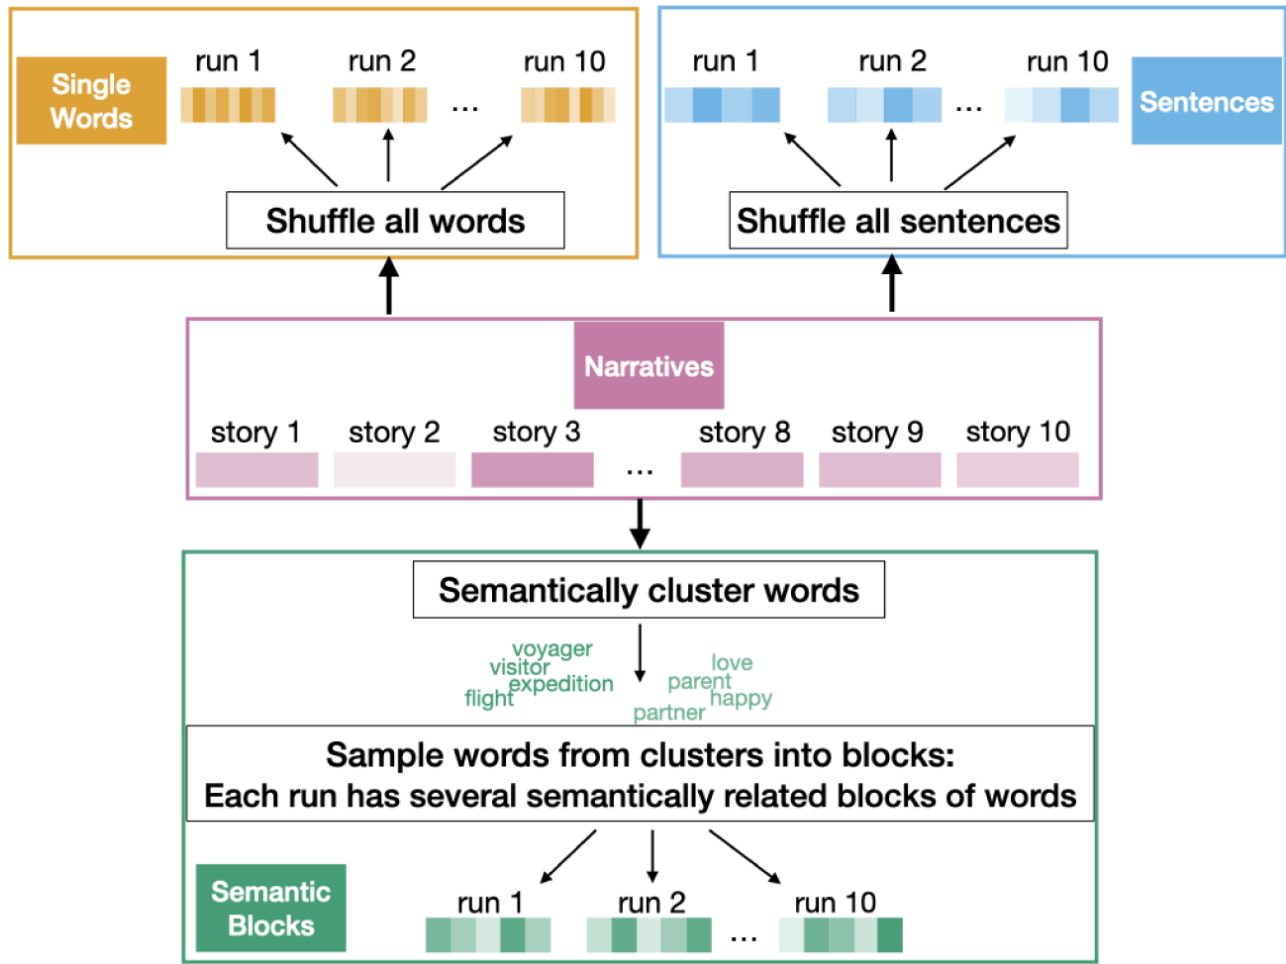 Single
Words
run 1
run 2
run 10
...
Shuffle all words
run 1
run 2
run 10
...
Sentences
Shuffle all sentences
Narratives
story 1
story 2
story 3
...
story 8
story 9
story 10
Semantically cluster words
voyager
visitor
expedition
flight
love
parent
happy
partner
Sample words from clusters into blocks:
Each run has several semantically related blocks of words
Semantic
Blocks
run 1
run 2
...
run 10